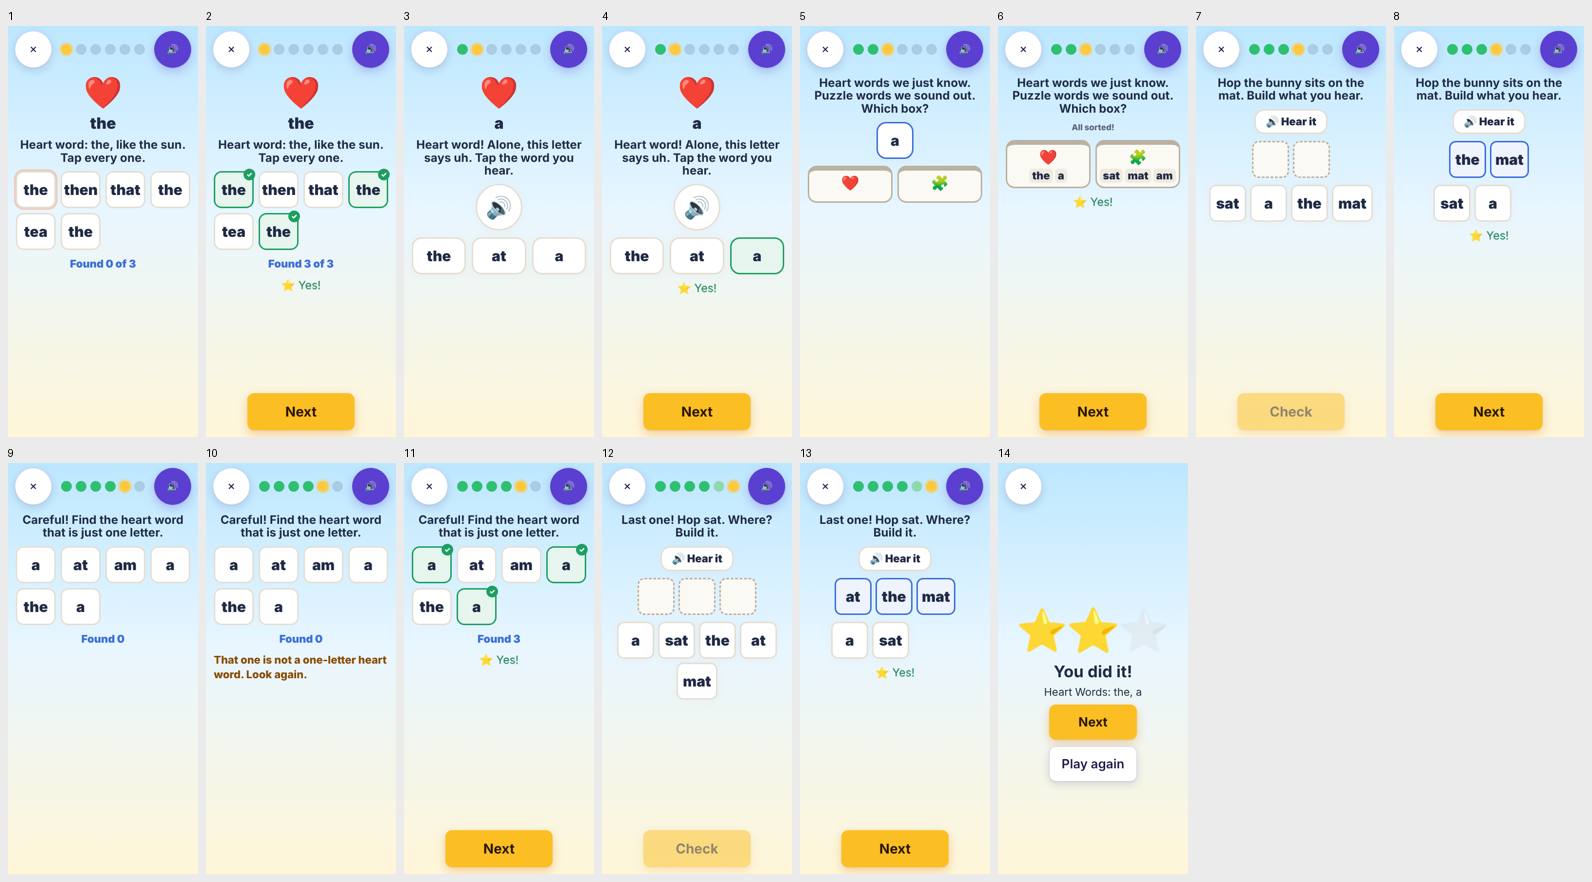 1
×
the
Heart word: the, like the sun.
Tap every one.
the then that the
tea the
Found 0 of 3
2
×
the
Heart word: the, like the sun.
Tap every one.
the then that the
tea the
Found 3 of 3
Yes!
Next
3
×
a
Heart word! Alone, this letter
says uh. Tap the word you
hear.
the at a
4
×
a
Heart word! Alone, this letter
says uh. Tap the word you
hear.
the at a
Yes!
Next
5
×
Heart words we just know.
Puzzle words we sound out.
Which box?
a
6
×
Heart words we just know.
Puzzle words we sound out.
Which box?
All sorted!
the a sat mat am
Yes!
Next
7
×
Hop the bunny sits on the
mat. Build what you hear.
Hear it
sat a the mat
Check
8
×
Hop the bunny sits on the
mat. Build what you hear.
Hear it
the mat
sat a
Yes!
Next
9
×
Careful! Find the heart word
that is just one letter.
a at am a
the a
Found 0
10
×
Careful! Find the heart word
that is just one letter.
a at am a
the a
Found 0
That one is not a one-letter heart
word. Look again.
11
×
Careful! Find the heart word
that is just one letter.
a at am a
the a
Found 3
Yes!
Next
12
×
Last one! Hop sat. Where?
Build it.
Hear it
a sat the at
mat
Check
13
×
Last one! Hop sat. Where?
Build it.
Hear it
at the mat
a sat
Yes!
Next
14
×
You did it!
Heart Words: the, a
Next
Play again